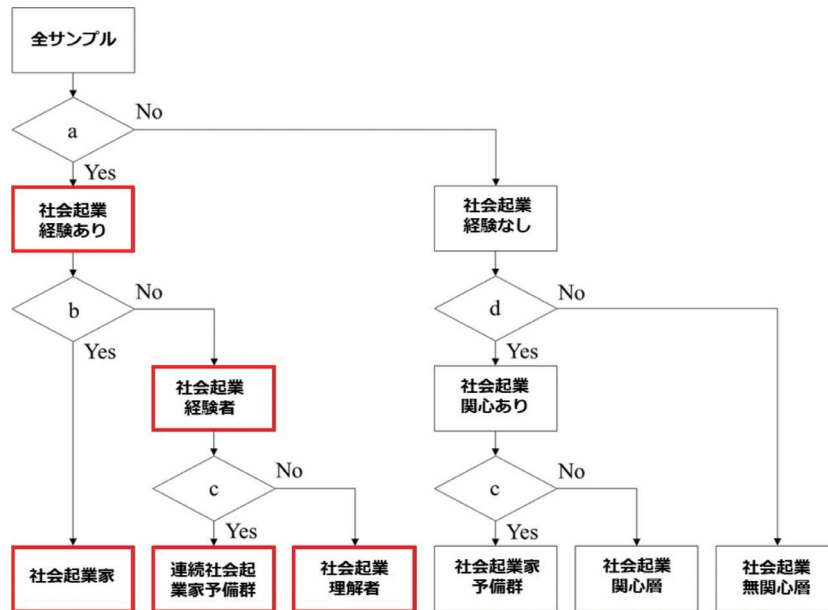 全サンプル
a
No
Yes
社会起業
経験あり
社会起業
経験なし
b
No
Yes
d
No
Yes
社会起業
経験者
社会起業
関心あり
c
No
Yes
c
No
Yes
社会起業家
連続社会起
業家予備群
社会起業
理解者
社会起業家
予備群
社会起業
関心層
社会起業
無関心層